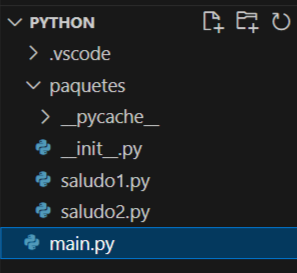 PYTHON
.vscode
paquetes
__pycache__
__init__.py
saludo1.py
saludo2.py
main.py